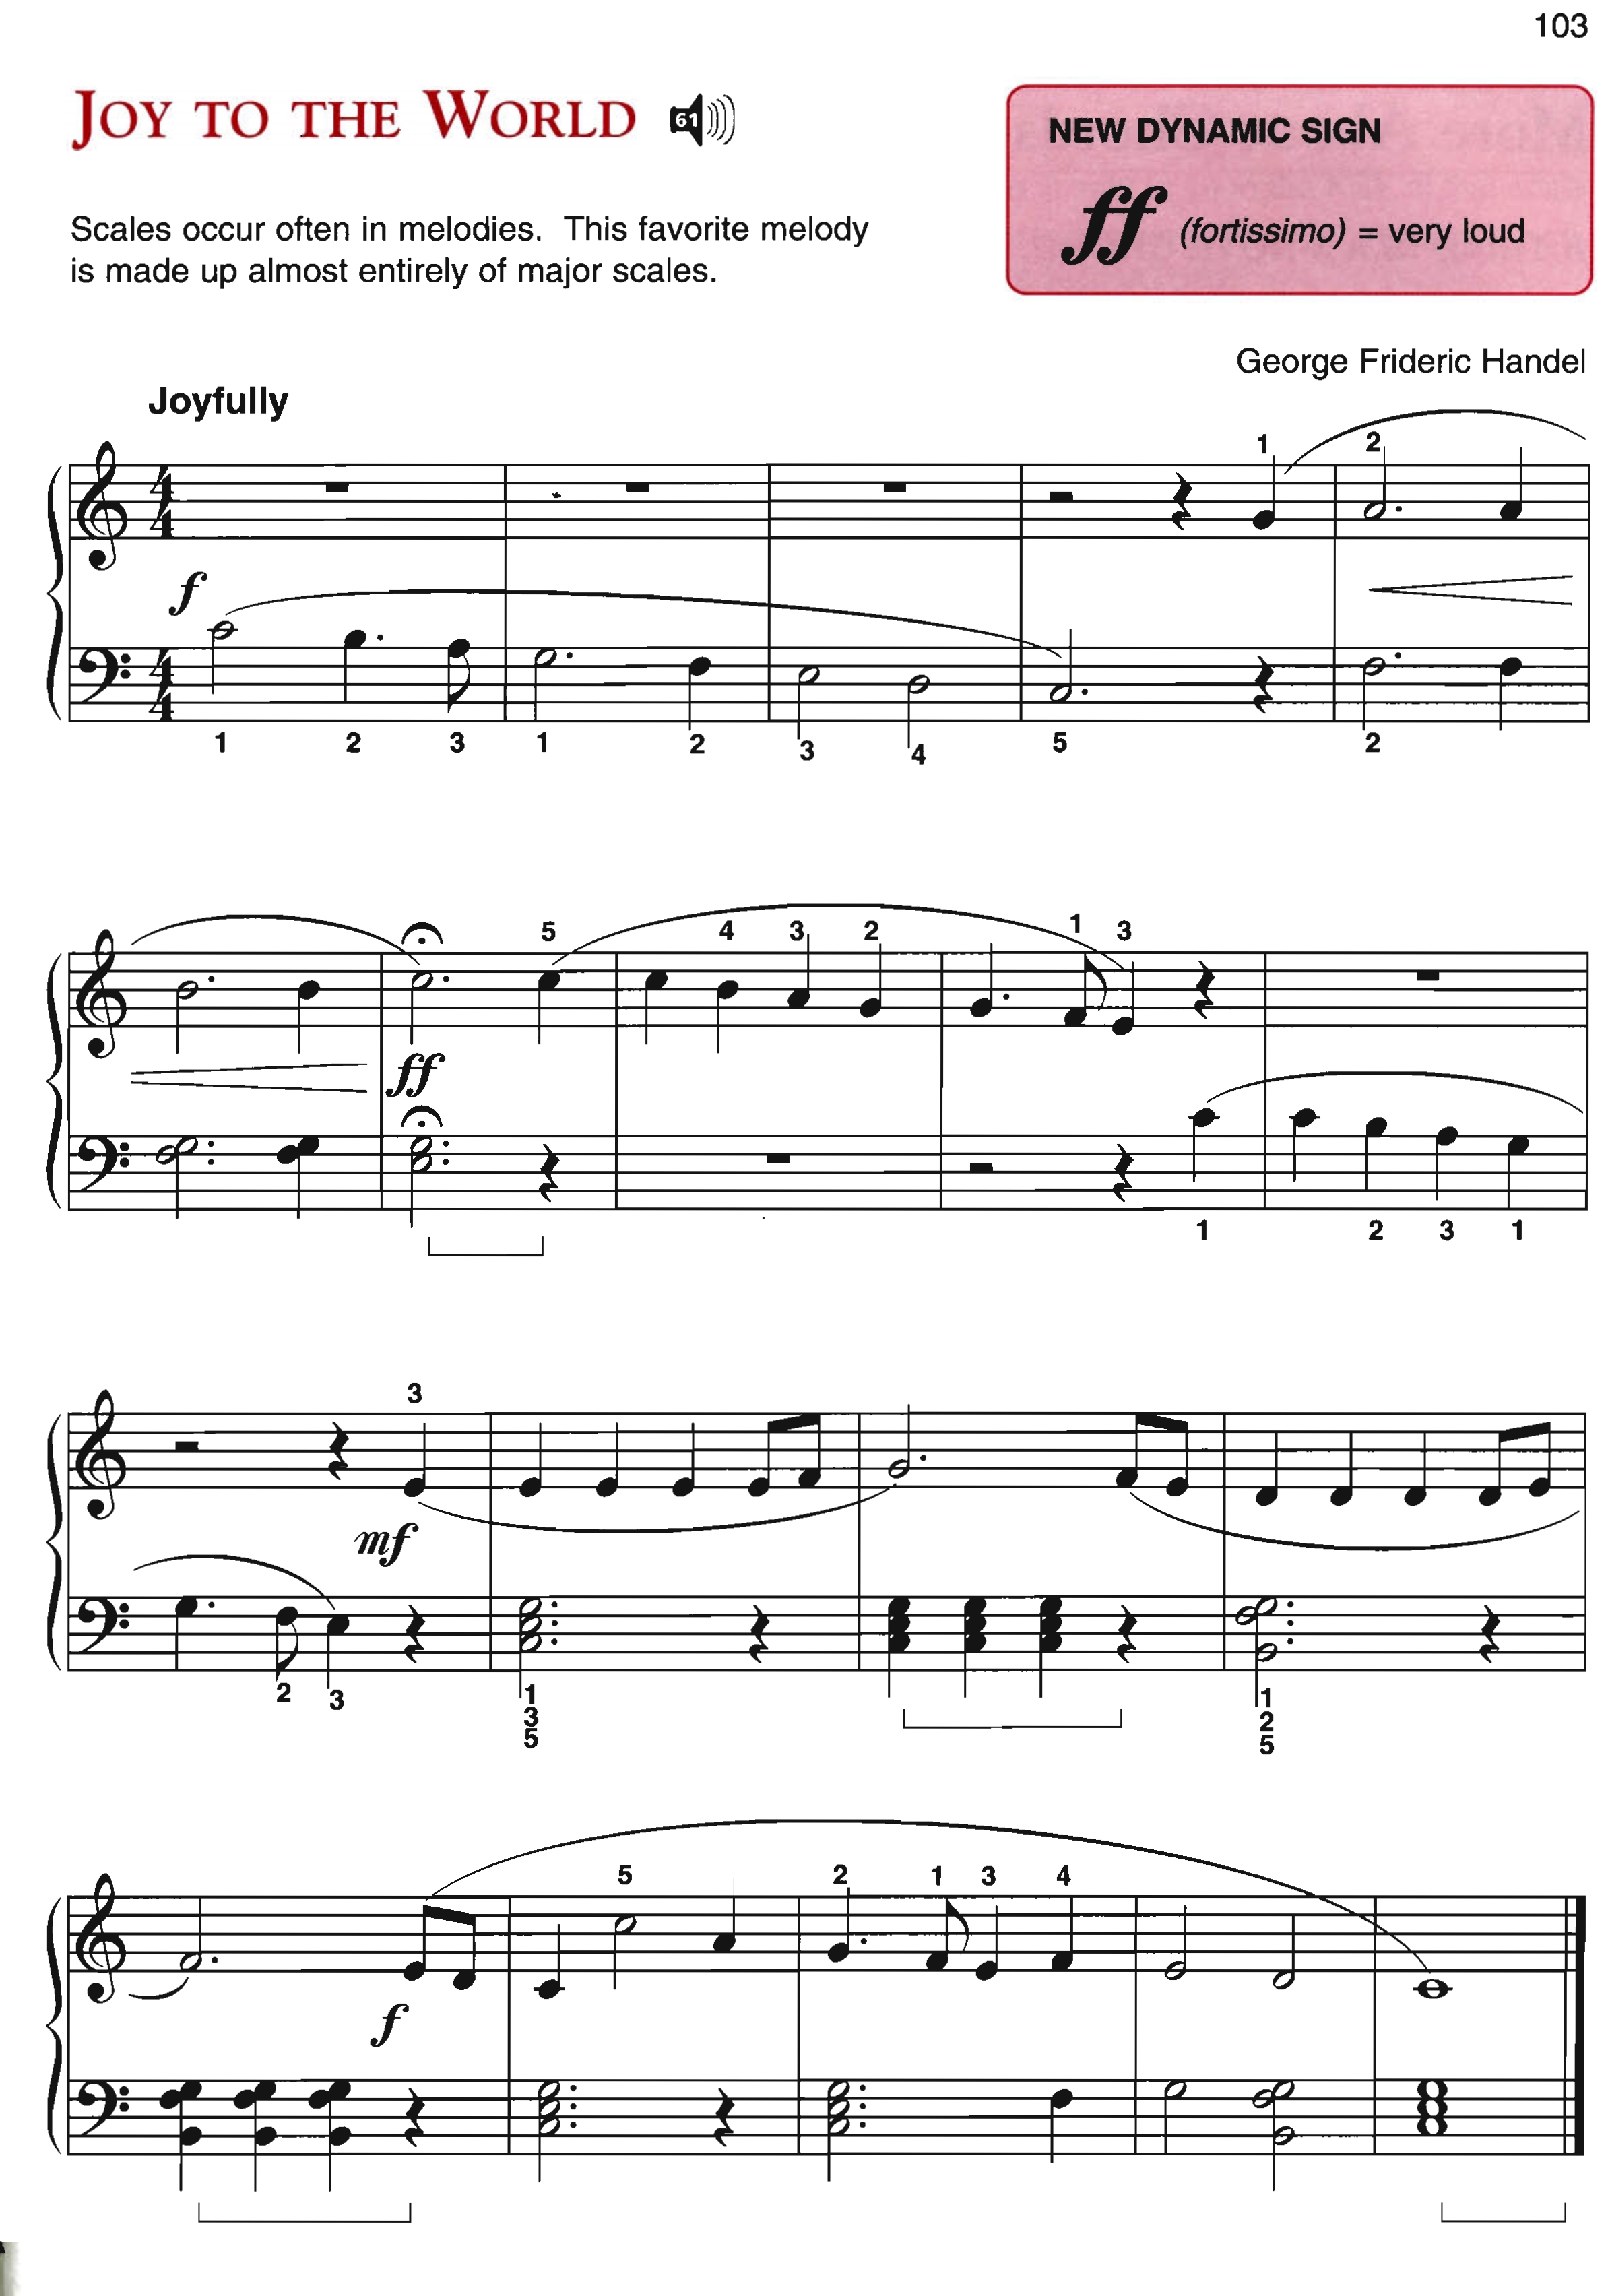 103
JOY TO THE WORLD 61
NEW DYNAMIC SIGN
ff (fortissimo) = very loud
Scales occur often in melodies. This favorite melody
is made up almost entirely of major scales.
George Frideric Handel
Joyfully
1 2
4 4
f
4 4
1 2 3 1 2 3 4 5 2
5 4 3 2 1 3
ff
1 2 3 1
3
mf
2 3 1 3 5 1 2 5
5 2 1 3 4
f